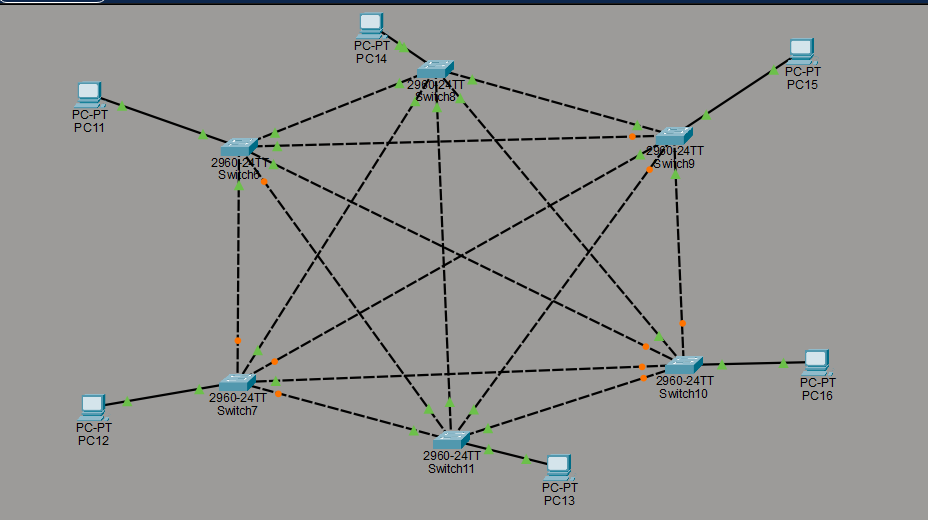 PC-PT
PC14
PC-PT
PC15
2960-24TT
Switch8
PC-PT
PC11
2960-24TT
Switch9
2960-24TT
PC-PT
PC16
2960-24TT
Switch10
2960-24TT
Switch7
PC-PT
PC12
2960-24TT
Switch11
PC-PT
PC13